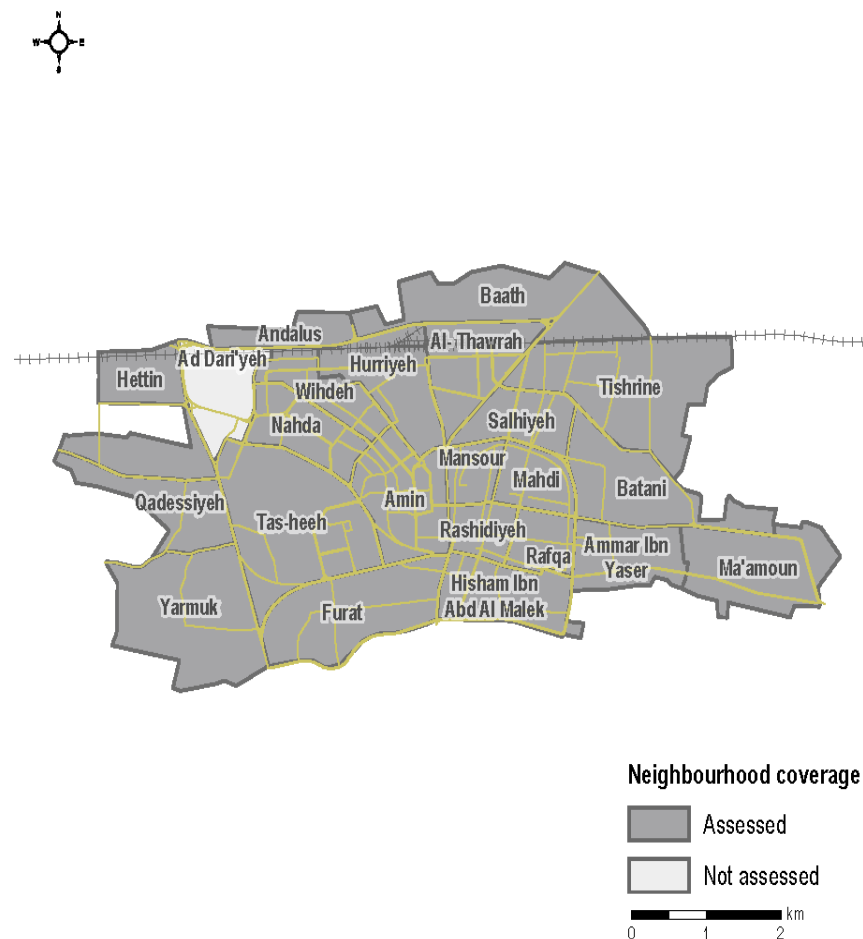 N
W E
S
Baath
Andalus
Al-Thawrah
Ad Dari'yeh
Hurriyeh
Hettin
Wihdeh
Tishrine
Nahda
Salhiyeh
Mansour
Mahdi
Batani
Qadessiyeh
Amin
Tas-heeh
Rashidiyeh
Rafqa
Ammar Ibn
Yaser
Ma'amoun
Hisham Ibn
Abd Al Malek
Yarmuk
Furat
Neighbourhood coverage
Assessed
Not assessed
km
0 1 2